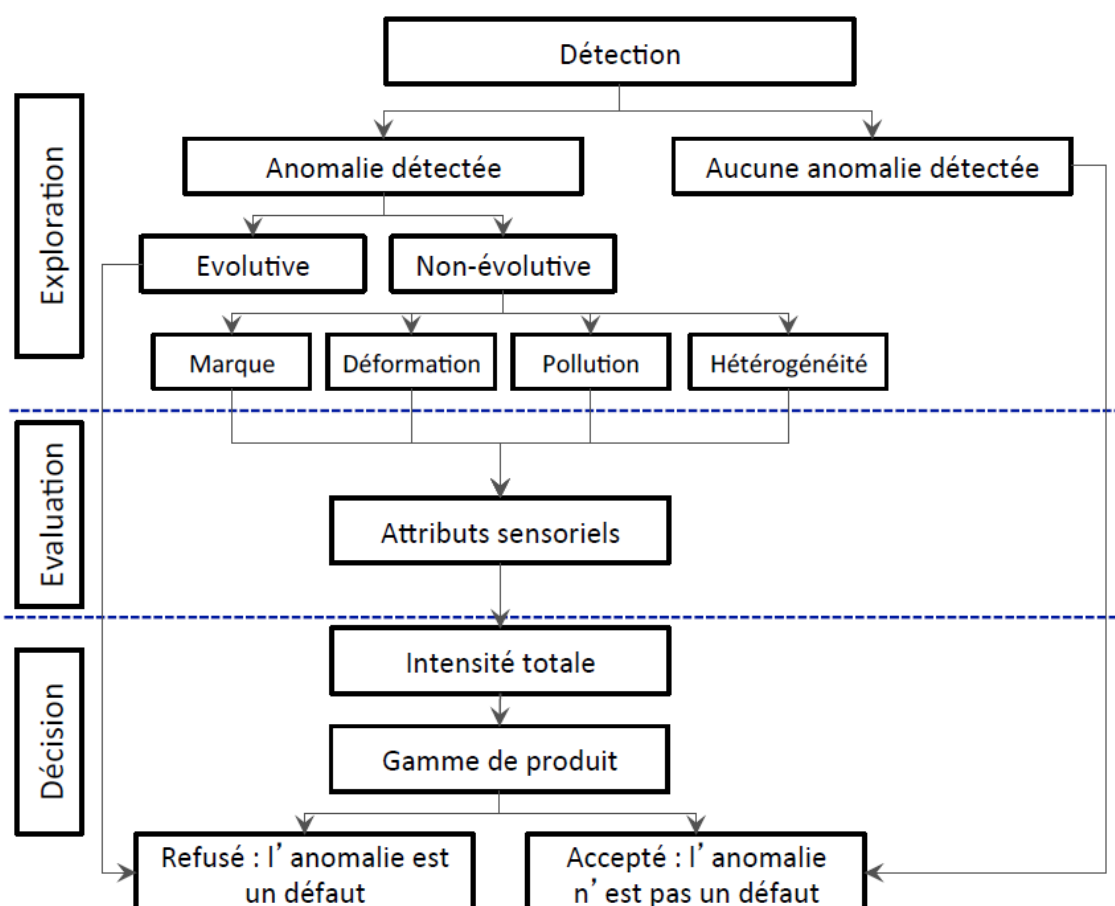 Détection
Exploration
Anomalie détectée
Aucune anomalie détectée
Evolutive
Non-évolutive
Marque
Déformation
Pollution
Hétérogénéité
Evaluation
Attributs sensoriels
Décision
Intensité totale
Gamme de produit
Refusé : l’anomalie est
un défaut
Accepté : l’anomalie
n’est pas un défaut